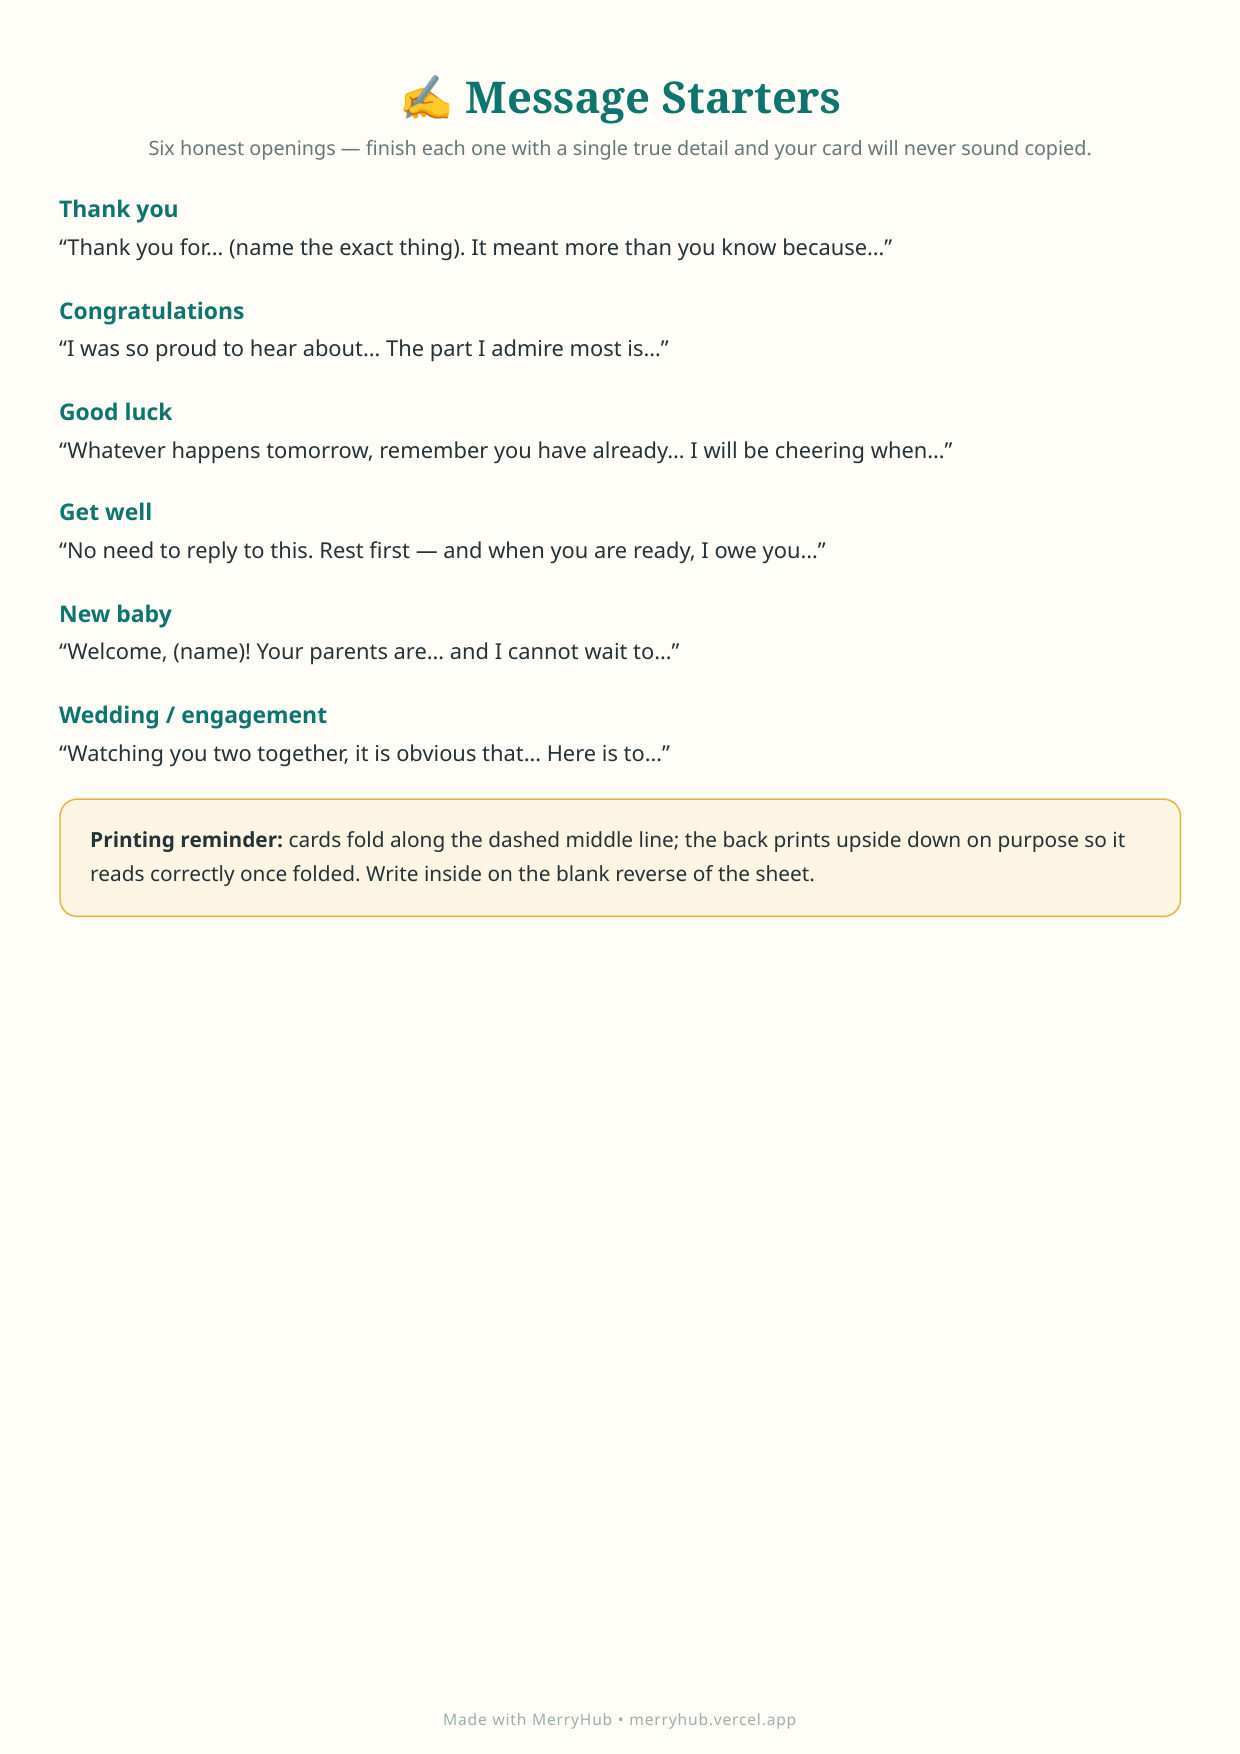 ✍️ Message Starters
Six honest openings — finish each one with a single true detail and your card will never sound copied.
Thank you
“Thank you for… (name the exact thing). It meant more than you know because…”
Congratulations
“I was so proud to hear about… The part I admire most is…”
Good luck
“Whatever happens tomorrow, remember you have already… I will be cheering when…”
Get well
“No need to reply to this. Rest first — and when you are ready, I owe you…”
New baby
“Welcome, (name)! Your parents are… and I cannot wait to…”
Wedding / engagement
“Watching you two together, it is obvious that… Here is to…”
Printing reminder: cards fold along the dashed middle line; the back prints upside down on purpose so it
reads correctly once folded. Write inside on the blank reverse of the sheet.
Made with MerryHub • merryhub.vercel.app